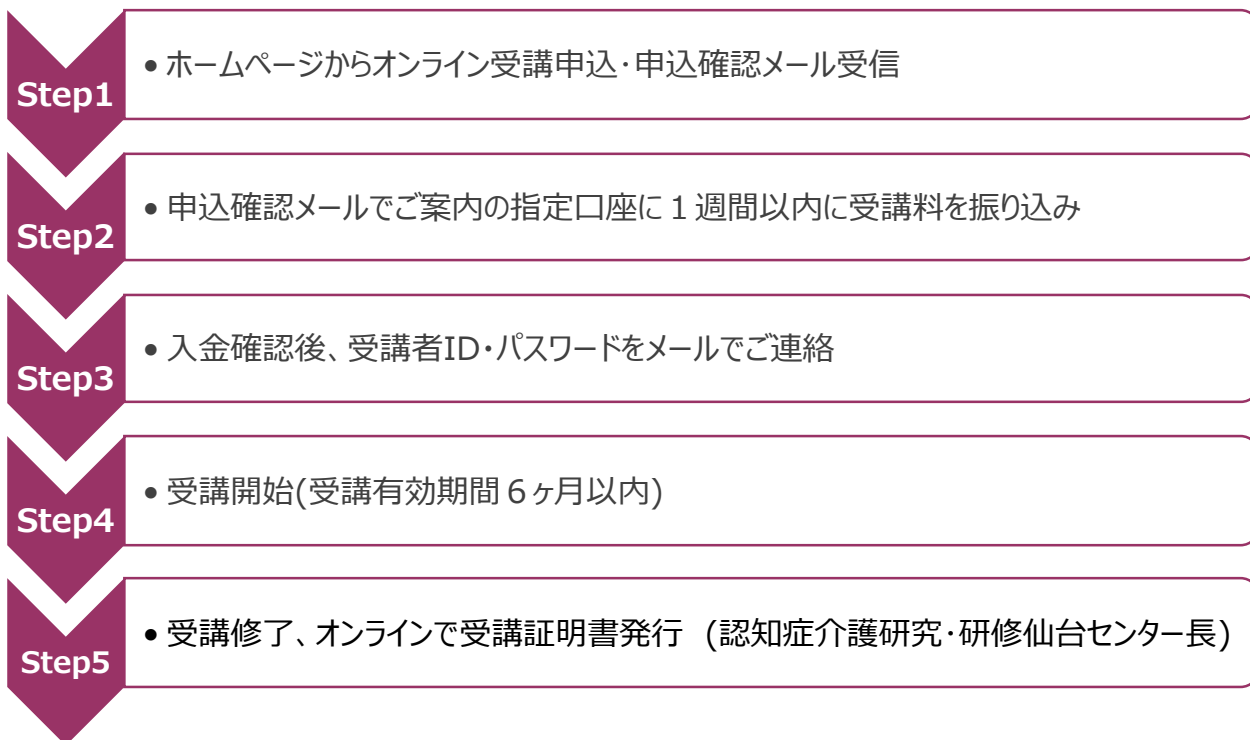 Step1
• ホームページからオンライン受講申込・申込確認メール受信
Step2
• 申込確認メールでご案内の指定口座に１週間以内に受講料を振り込み
Step3
• 入金確認後、受講者ID・パスワードをメールでご連絡
Step4
• 受講開始(受講有効期間６ヶ月以内)
Step5
• 受講修了、オンラインで受講証明書発行 (認知症介護研究・研修仙台センター長)